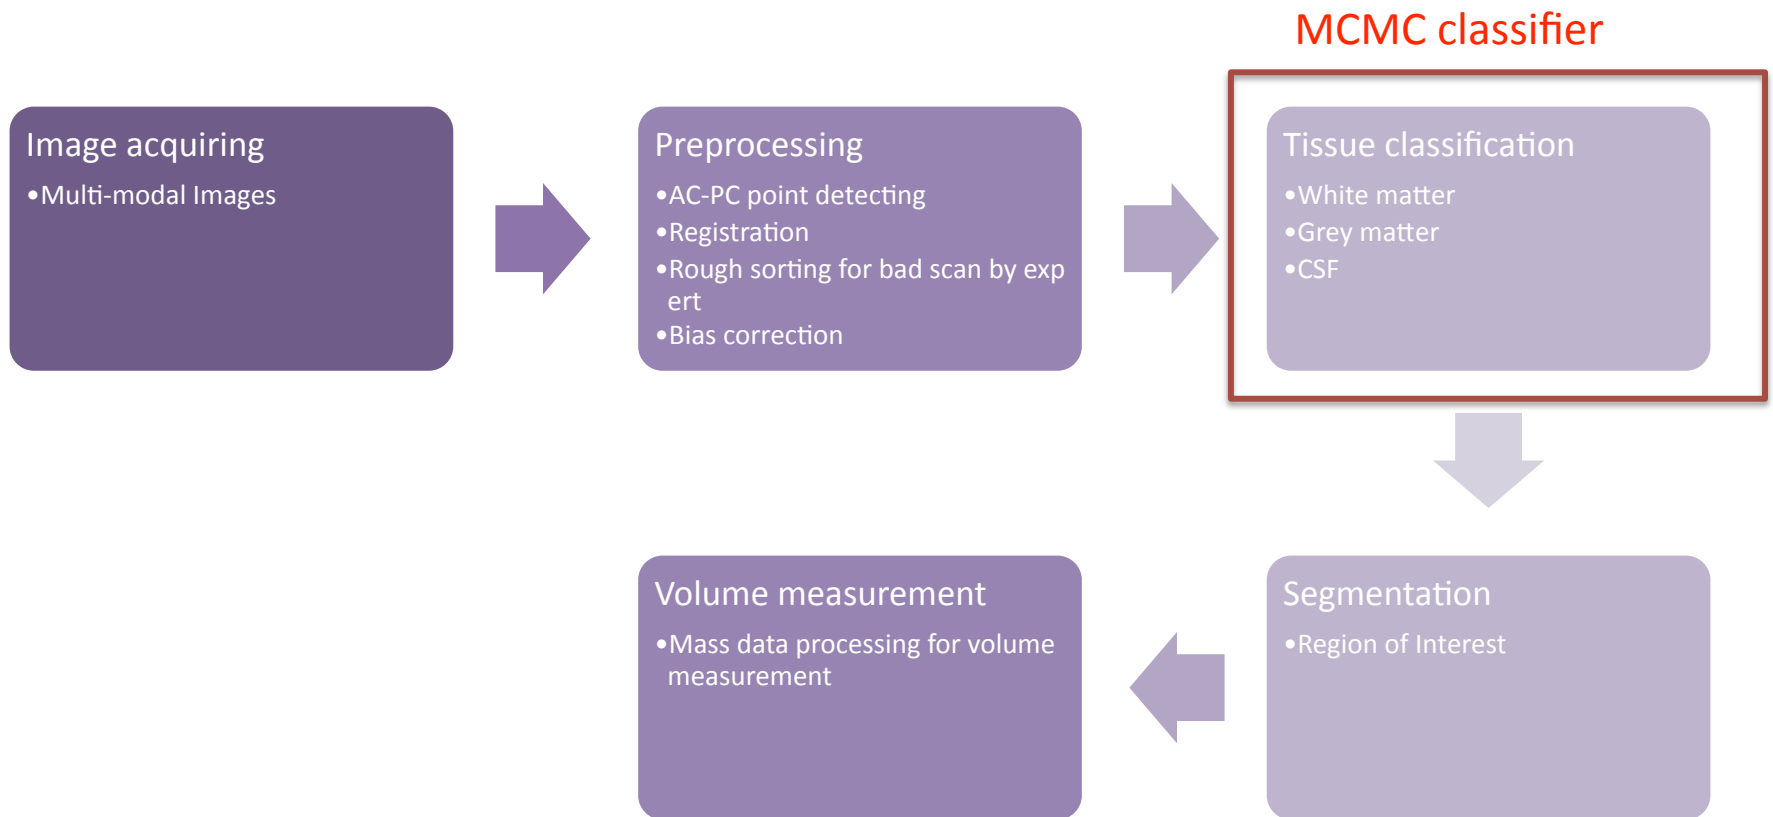 MCMC classifier
Image acquiring
•Multi-modal Images
Preprocessing
•AC-PC point detecting
•Registration
•Rough sorting for bad scan by exp
ert
•Bias correction
Tissue classification
•White matter
•Grey matter
•CSF
Volume measurement
•Mass data processing for volume
measurement
Segmentation
•Region of Interest